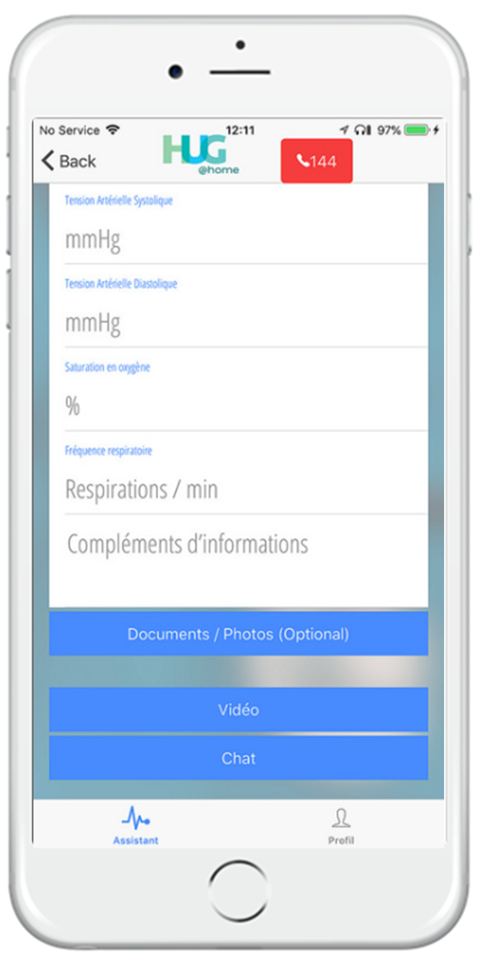 No Service 12:11 97%
Back HUG 144
@home
Tension Artérielle Systolique
mmHg
Tension Artérielle Diastolique
mmHg
Saturation en oxygène
%
Fréquence respiratoire
Respirations / min
Compléments d'informations
Documents / Photos (Optional)
Vidéo
Chat
Assistant Profil